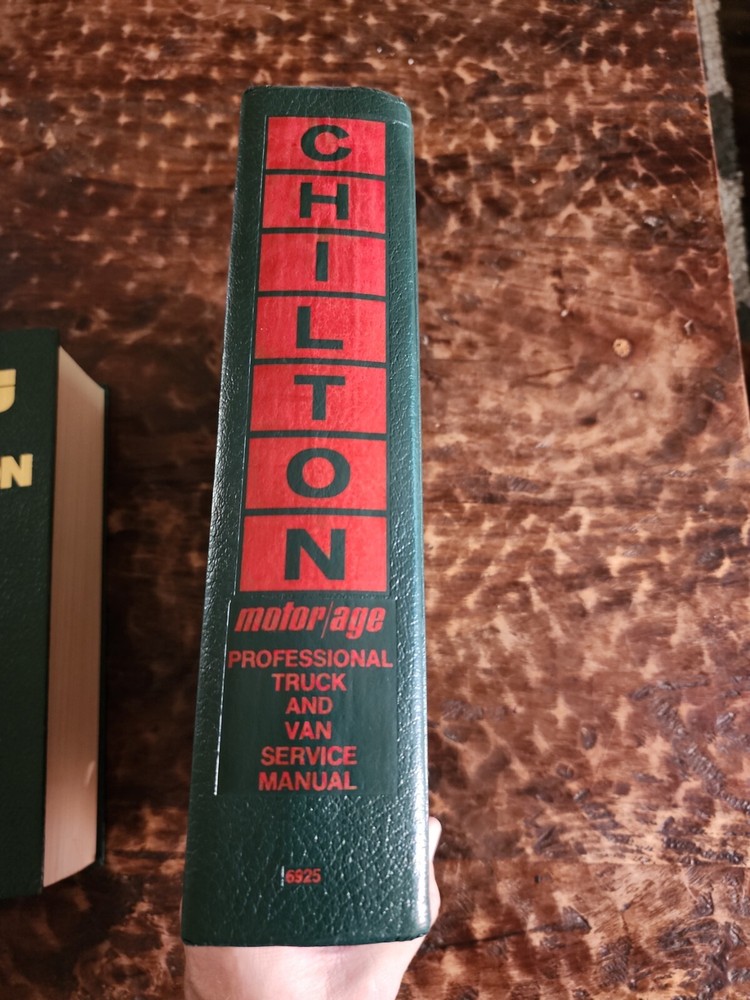 CHILTON
motor/age
PROFESSIONAL
TRUCK
AND
VAN
SERVICE
MANUAL
6925
N